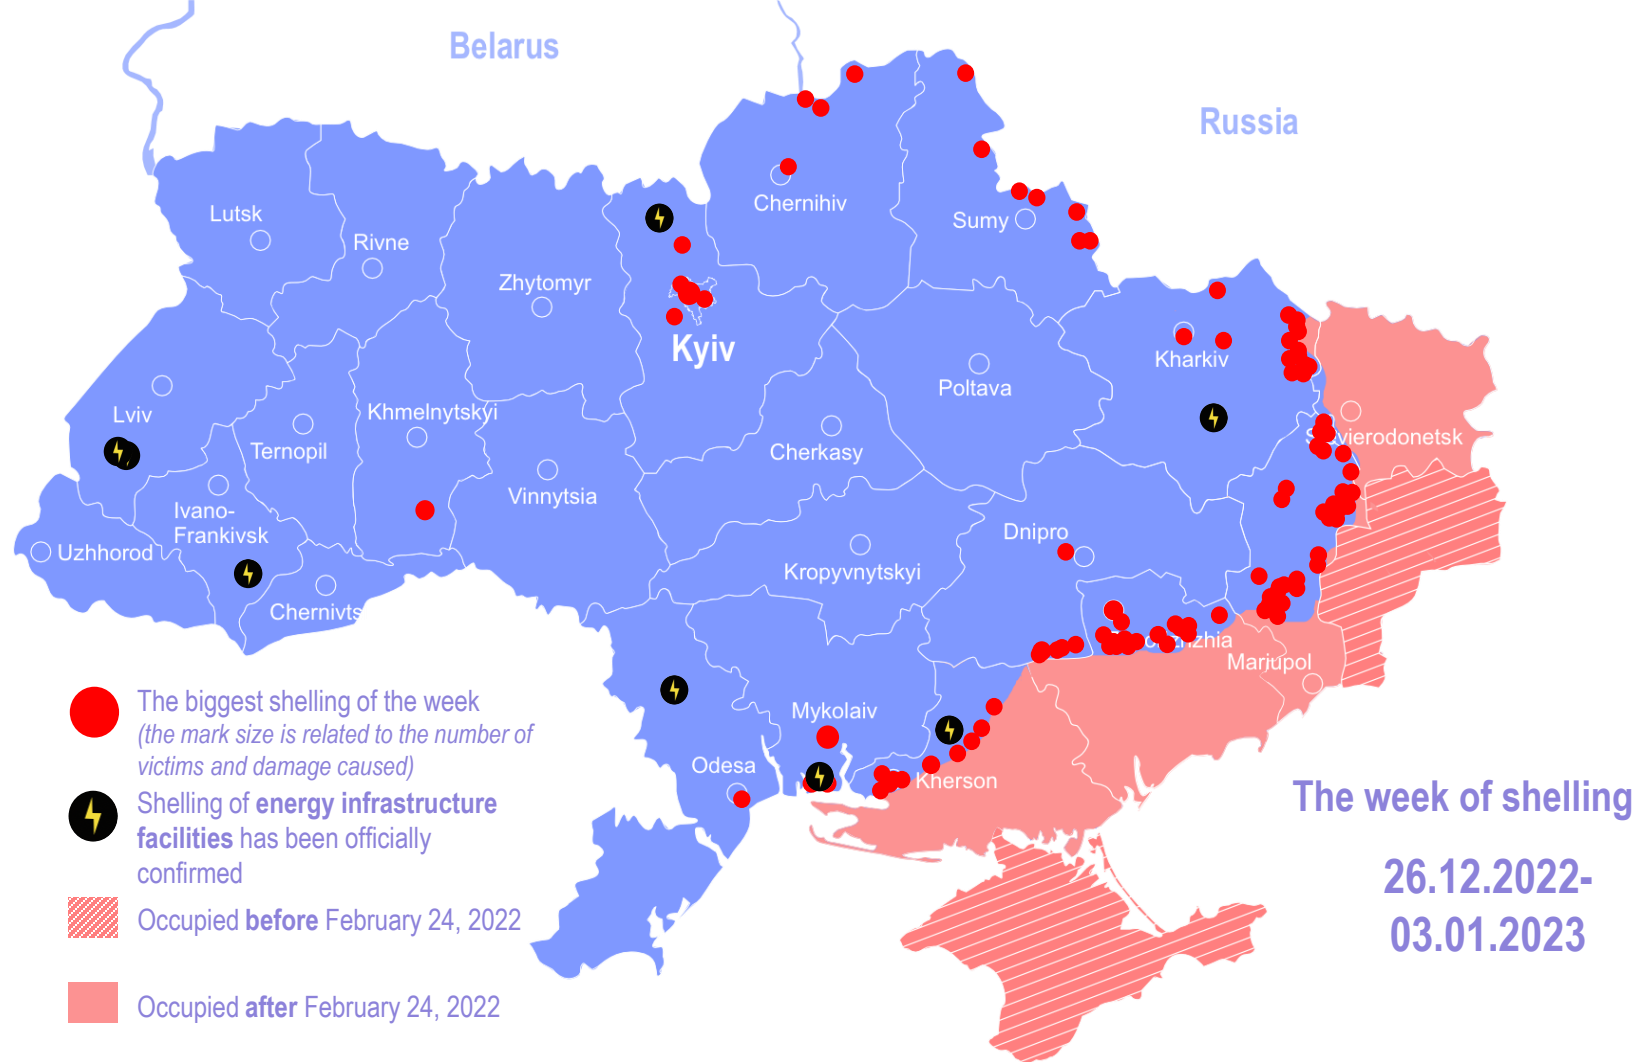 Belarus
Russia
Lutsk
Rivne
Zhytomyr
Chernihiv
Sumy
Kyiv
Kharkiv
Poltava
Lviv
Khmelnytskyi
Ternopil
Cherkasy
Vinnytsia
Ivano-
Frankivsk
Uzhhorod
Chernivts
Dnipro
Kropyvnytskyi
Mariupol
Mykolaiv
Odesa
Kherson
The biggest shelling of the week
(the mark size is related to the number of
victims and damage caused)
Shelling of energy infrastructure
facilities has been officially
confirmed
Occupied before February 24, 2022
Occupied after February 24, 2022
The week of shelling
26.12.2022-
03.01.2023